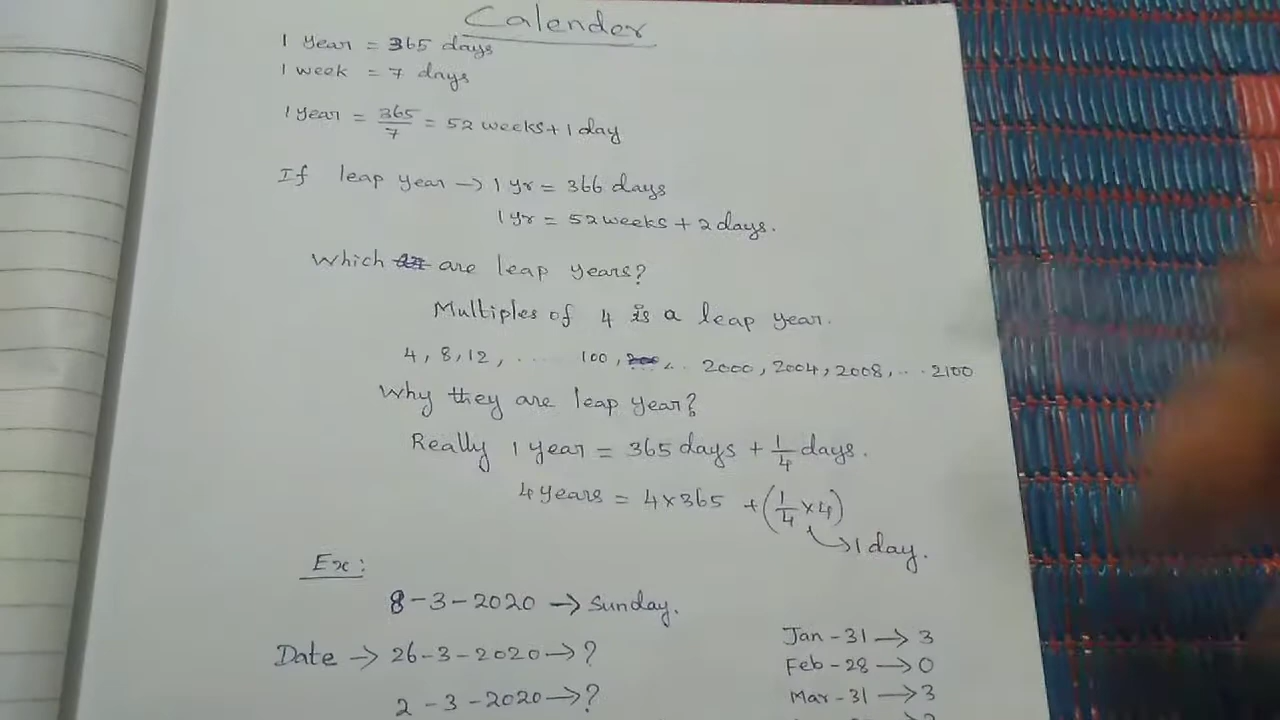 Calender
1 Year = 365 days
1 week = 7 days
1 Year = 365/7 = 52 weeks + 1 day
If leap year → 1 yr = 366 days
1 yr = 52 weeks + 2 days.
Which are leap years?
Multiples of 4 is a leap year.
4, 8, 12, .... 100, .. 2000, 2004, 2008, ... 2100
Why they are leap year?
Really 1 year = 365 days + 1/4 days.
4 years = 4 x 365 + (1/4 x 4)
→ 1 day.
Ex:
8-3-2020 → Sunday.
Date → 26-3-2020 → ?
2-3-2020 → ?
Jan - 31 → 3
Feb - 28 → 0
Mar - 31 → 3